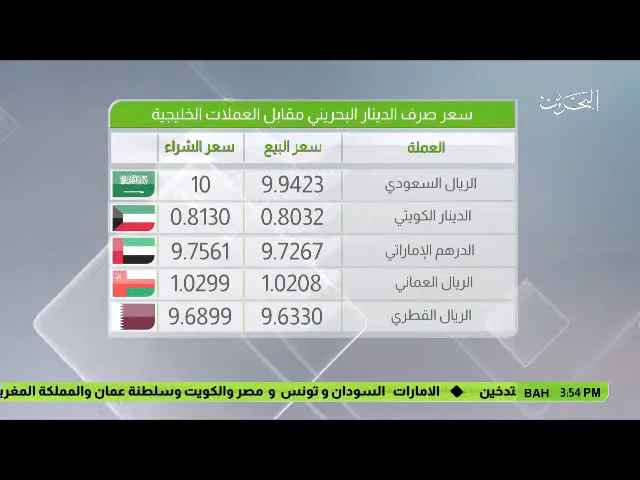 البحرين
سعر صرف الدينار البحريني مقابل العملات الخليجية
العملة سعر البيع سعر الشراء
الريال السعودي 9.9423 10
الدينار الكويتي 0.8032 0.8130
الدرهم الإماراتي 9.7267 9.7561
الريال العماني 1.0208 1.0299
الريال القطري 9.6330 9.6899
تدخين ◆ الامارات السودان و تونس و مصر والكويت وسلطنة عمان والمملكة المغر
BAH 3:54 PM